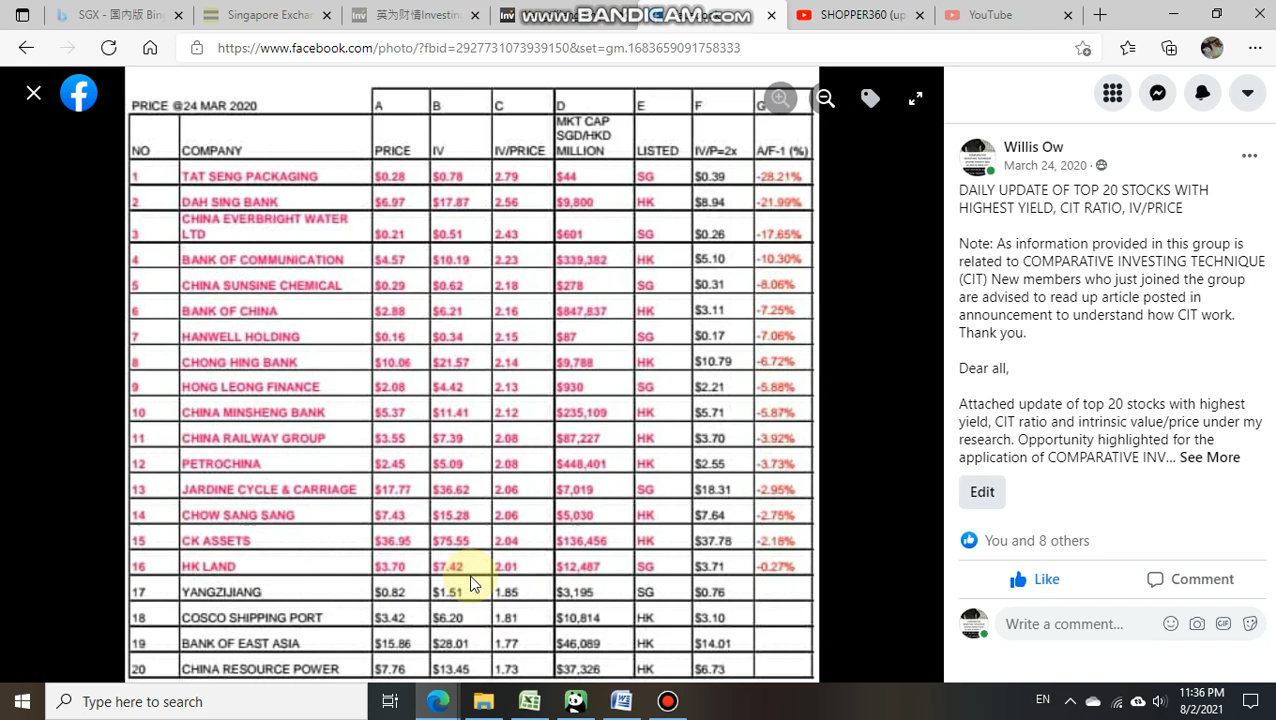 SGX - 国内版 Bin
Singapore Exchar
英为财情Investing
www.BANDICAM.com
SHOPPER360 (up
YouTube
https://www.facebook.com/photo/?fbid=2927731073939150&set=gm.1683659091758333
PRICE @24 MAR 2020 A B C D E F G
NO COMPANY PRICE IV IV/PRICE MKT CAP SGD/HKD MILLION LISTED IV/P=2x A/F-1 (%)
1 TAT SENG PACKAGING $0.28 $0.78 2.79 $44 SG $0.39 -28.21%
2 DAH SING BANK $6.97 $17.87 2.56 $9,800 HK $8.94 -21.99%
3 CHINA EVERBRIGHT WATER LTD $0.21 $0.51 2.43 $601 SG $0.26 -17.65%
4 BANK OF COMMUNICATION $4.57 $10.19 2.23 $339,382 HK $5.10 -10.30%
5 CHINA SUNSINE CHEMICAL $0.29 $0.62 2.18 $278 SG $0.31 -8.06%
6 BANK OF CHINA $2.88 $6.21 2.16 $847,837 HK $3.11 -7.25%
7 HANWELL HOLDING $0.16 $0.34 2.15 $87 SG $0.17 -7.06%
8 CHONG HING BANK $10.06 $21.57 2.14 $9,788 HK $10.79 -6.72%
9 HONG LEONG FINANCE $2.08 $4.42 2.13 $930 SG $2.21 -5.88%
10 CHINA MINSHENG BANK $5.37 $11.41 2.12 $235,109 HK $5.71 -5.87%
11 CHINA RAILWAY GROUP $3.55 $7.39 2.08 $87,227 HK $3.70 -3.92%
12 PETROCHINA $2.45 $5.09 2.08 $448,401 HK $2.55 -3.73%
13 JARDINE CYCLE & CARRIAGE $17.77 $36.62 2.06 $7,019 SG $18.31 -2.95%
14 CHOW SANG SANG $7.43 $15.28 2.06 $5,030 HK $7.64 -2.75%
15 CK ASSETS $36.95 $75.55 2.04 $136,456 HK $37.78 -2.18%
16 HK LAND $3.70 $7.42 2.01 $12,487 SG $3.71 -0.27%
17 YANGZIJIANG $0.82 $1.51 1.85 $3,195 SG $0.76
18 COSCO SHIPPING PORT $3.42 $6.20 1.81 $10,814 HK $3.10
19 BANK OF EAST ASIA $15.86 $28.01 1.77 $46,089 HK $14.01
20 CHINA RESOURCE POWER $7.76 $13.45 1.73 $37,326 HK $6.73
Willis Ow
March 24, 2020
DAILY UPDATE OF TOP 20 STOCKS WITH
HIGHEST YIELD, CIT RATIO, IV/PRICE
Note: As information provided in this group is
related to COMPARATIVE INVESTING TECHNIQUE
(CIT) New members who just joined the group
are advised to read up article posted in
announcement to understand how CIT work.
Thank you.
Dear all,
Attached update of top 20 stocks with highest
yield, CIT ratio and intrinsic value/price under my
research. Opportunity highlighted for the
application of COMPARATIVE INV... See More
Edit
You and 8 others
Like
Comment
Write a comment...
Type here to search
EN
11:36 PM
8/2/2021